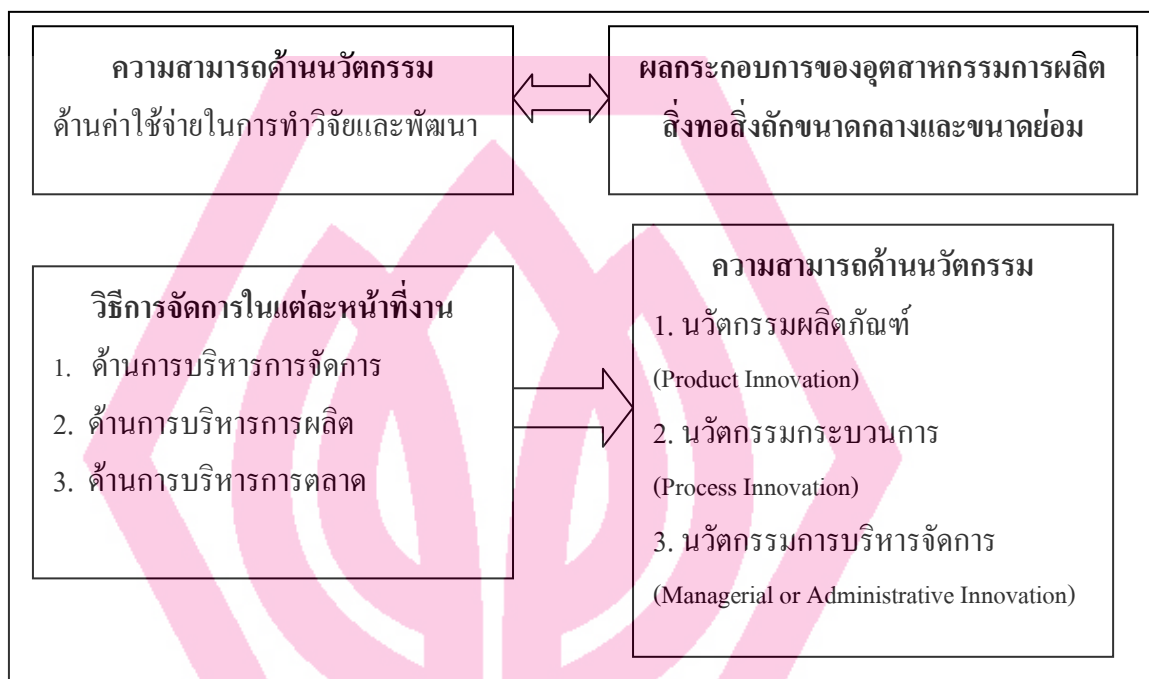 ความสามารถด้านนวัตกรรม
ด้านค่าใช้จ่ายในการทำวิจัยและพัฒนา
ผลกระกอบการของอุตสาหกรรมการผลิต
สิ่งทอสิ่งถักขนาดกลางและขนาดย่อม
วิธีการจัดการในแต่ละหน้าที่งาน
1. ด้านการบริหารการจัดการ
2. ด้านการบริหารการผลิต
3. ด้านการบริหารการตลาด
ความสามารถด้านนวัตกรรม
1. นวัตกรรมผลิตภัณฑ์
(Product Innovation)
2. นวัตกรรมกระบวนการ
(Process Innovation)
3. นวัตกรรมการบริหารจัดการ
(Managerial or Administrative Innovation)